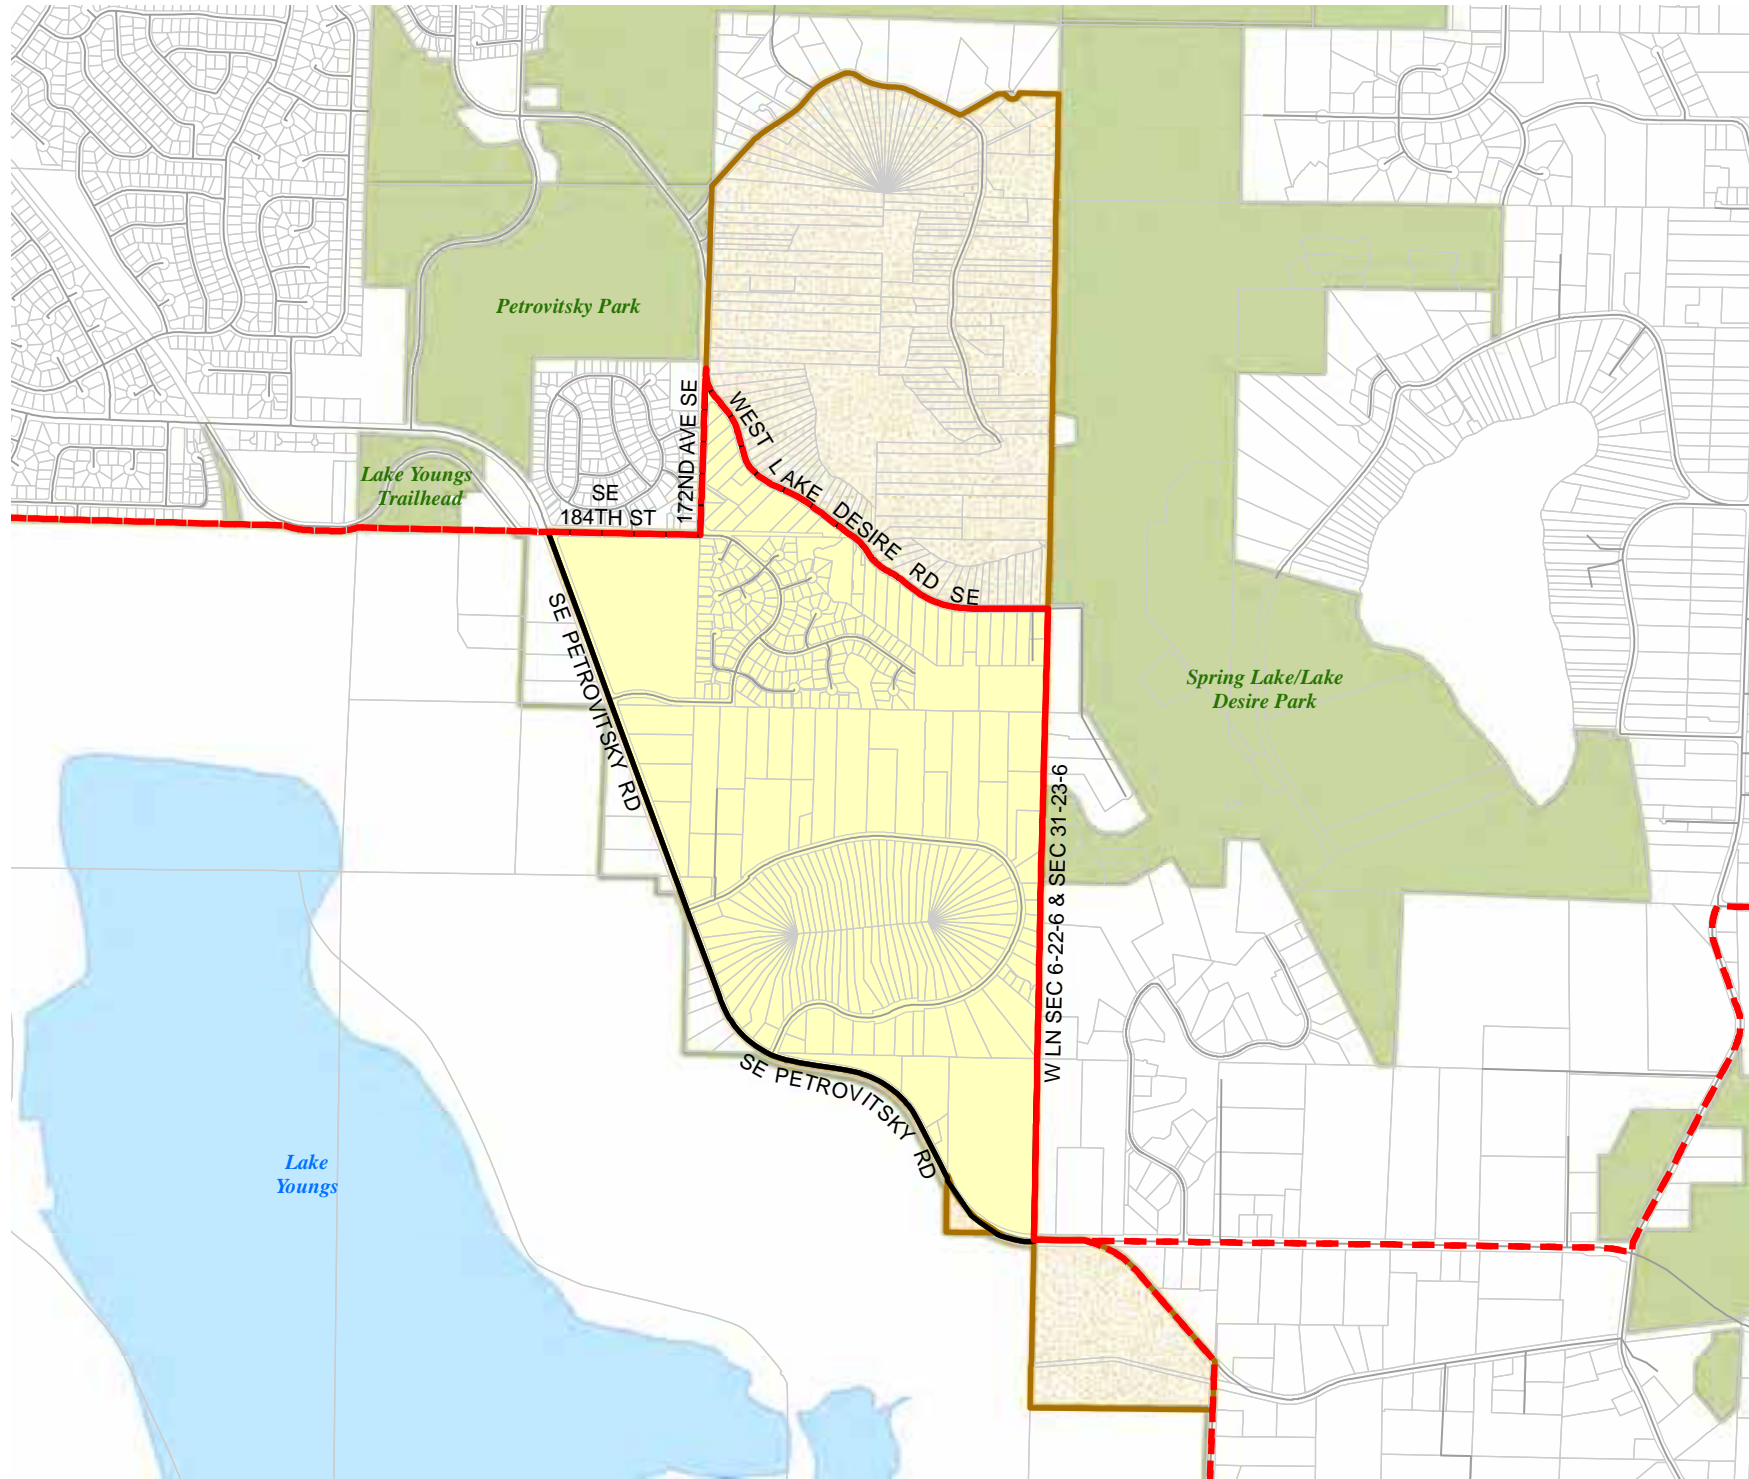 Petrovitsky Park
172ND AVE SE
WEST LAKE DESIRE RD SE
Lake Youngs
Trailhead
SE
184TH ST
SE PETROVITSKY RD
Spring Lake/Lake
Desire Park
W LN SEC 6-22-6 & SEC 31-23-6
SE PETROVITSKY RD
Lake
Youngs